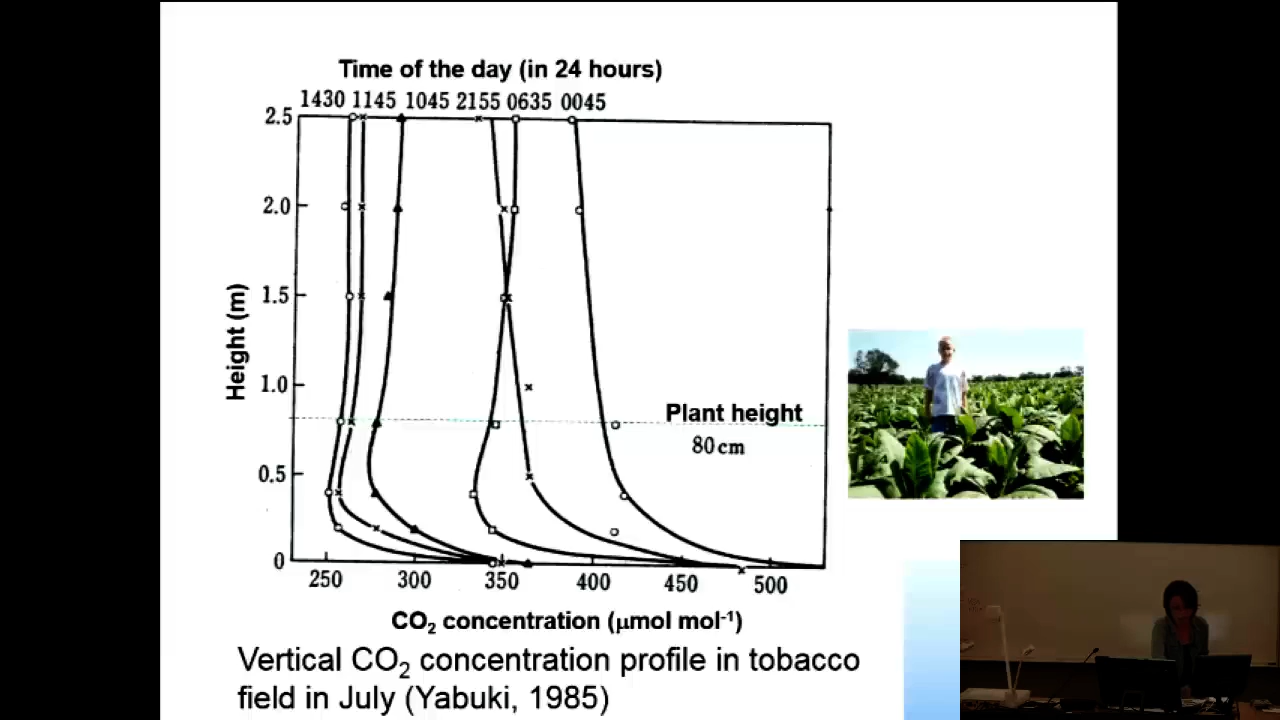 Time of the day (in 24 hours)
1430 1145 1045 2155 0635 0045
2.5
2.0
1.5
1.0
0.5
0
Height (m)
Plant height
80cm
250 300 350 400 450 500
CO₂ concentration (μmol mol⁻¹)
Vertical CO₂ concentration profile in tobacco
field in July (Yabuki, 1985)